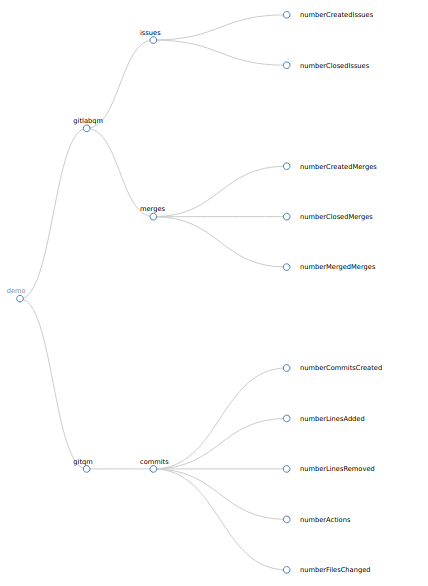 numberCreatedIssues
issues
numberClosedIssues
gitlabqm
numberCreatedMerges
merges
numberClosedMerges
numberMergedMerges
demo
numberCommitsCreated
numberLinesAdded
gitqm
commits
numberLinesRemoved
numberActions
numberFilesChanged